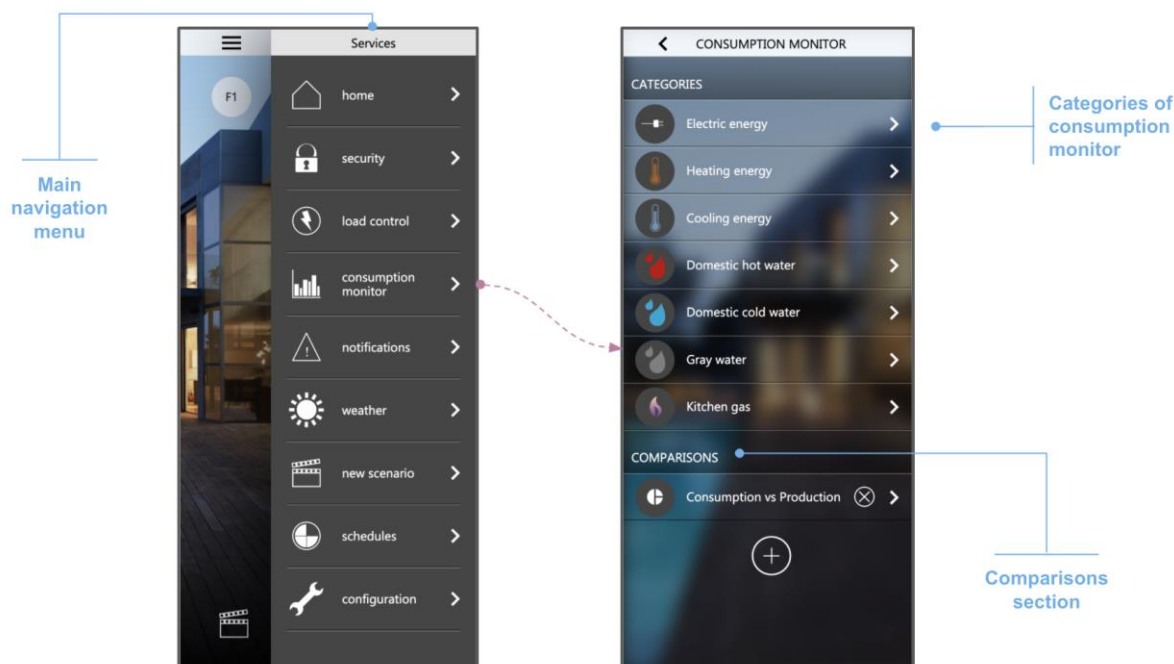 Services
F1
home
security
load control
consumption
monitor
notifications
weather
new scenario
schedules
configuration
Main
navigation
menu
CONSUMPTION MONITOR
CATEGORIES
Electric energy
Heating energy
Cooling energy
Domestic hot water
Domestic cold water
Gray water
Kitchen gas
COMPARISONS
Consumption vs Production
Categories of
consumption
monitor
Comparisons
section